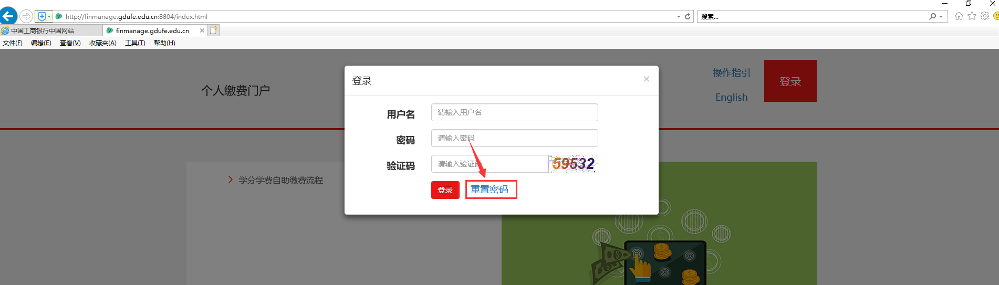 http://finmanage.gdufe.edu.cn:8804/index.html
搜索...
中国工商银行中国网站
finmanage.gdufe.edu.cn
文件(F) 编辑(E) 查看(V) 收藏夹(A) 工具(T) 帮助(H)
个人缴费门户
操作指引
English
登录
登录
×
用户名
请输入用户名
密码
请输入密码
验证码
请输入验证码
59532
登录
重置密码
学分学费自助缴费流程